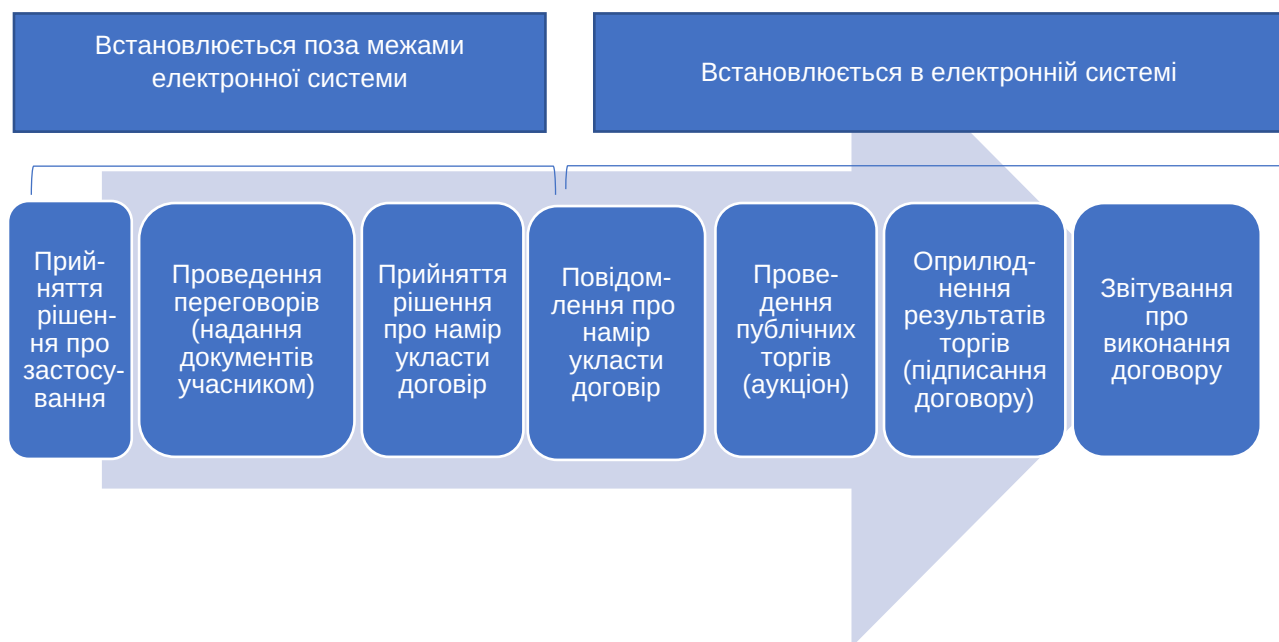 Встановлюється поза межами
електронної системи
Встановлюється в електронній системі
Прий-
няття
рішен-
ня про
застосу-
вання
Проведення
переговорів
(надання
документів
учасником)
Прийняття
рішення
про намір
укласти
договір
Повідом-
лення про
намір
укласти
договір
Прове-
дення
публічних
торгів
(аукціон)
Оприлюд-
нення
результатів
торгів
(підписання
договору)
Звітування
про
виконання
договору